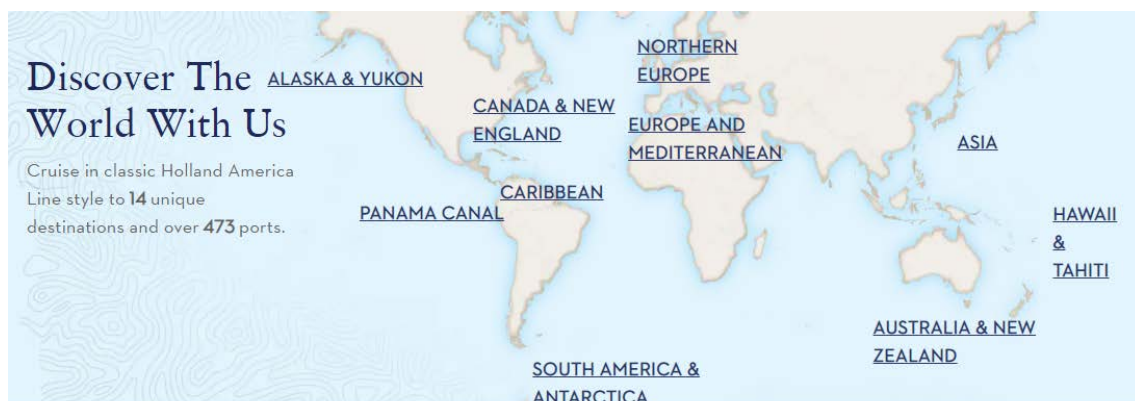 Discover The
World With Us
Cruise in classic Holland America
Line style to 14 unique
destinations and over 473 ports.
ALASKA & YUKON
CANADA & NEW
ENGLAND
NORTHERN
EUROPE
EUROPE AND
MEDITERRANEAN
ASIA
CARIBBEAN
PANAMA CANAL
HAWAII
&
TAHITI
AUSTRALIA & NEW
ZEALAND
SOUTH AMERICA &
ANTARCTICA